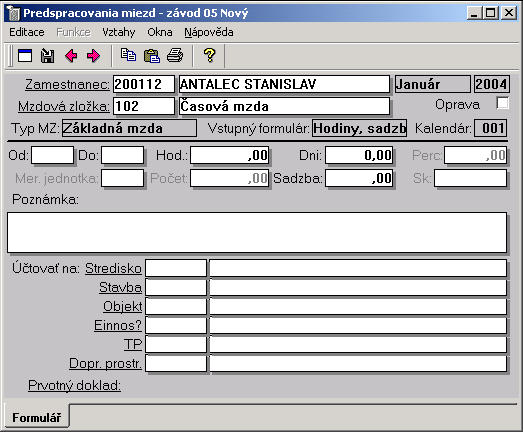 Predspracovania miezd - závod 05 Nový
Editace Funkce Vztahy Okna Nápověda
Zamestnanec: 200112 ANTALEC STANISLAV Január 2004
Mzdová zložka: 102 Časová mzda Oprava
Typ MZ: Základná mzda Vstupný formulár: Hodiny, sadzb Kalendár: 001
Od: Do: Hod.: ,00 Dni: 0,00 Perc: ,00
Mer. jednotka: Počet: ,00 Sadzba: ,00 Sk:
Poznámka:
Účtovať na: Stredisko
Stavba
Objekt
Einnos?
TP
Dopr. prostr.
Prvotný doklad:
Formulář